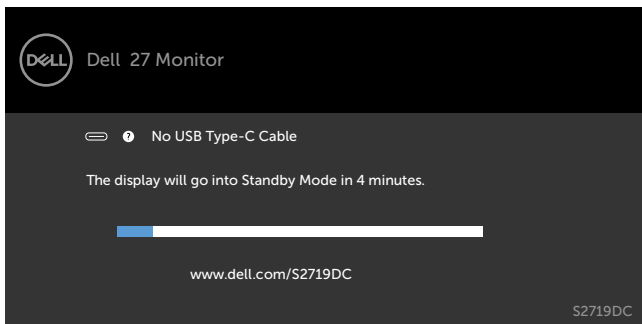 DELL
Dell 27 Monitor
? No USB Type-C Cable
The display will go into Standby Mode in 4 minutes.
www.dell.com/S2719DC
S2719DC